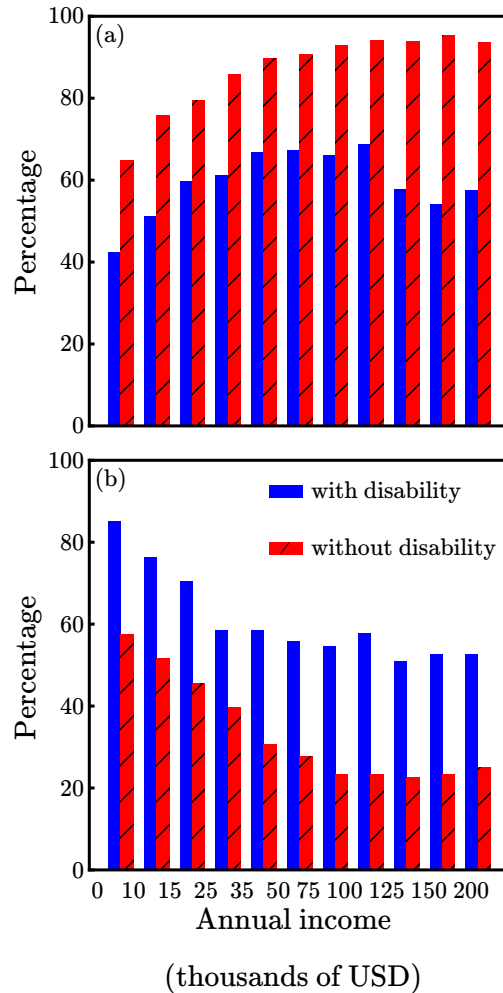 100
(a)
80
60
40
20
0
Percentage
100
(b)
with disability
80
without disability
60
40
20
0
Percentage
0 5 10 15 25 35 50 75 100 125 150 200
Annual income
(thousands of USD)